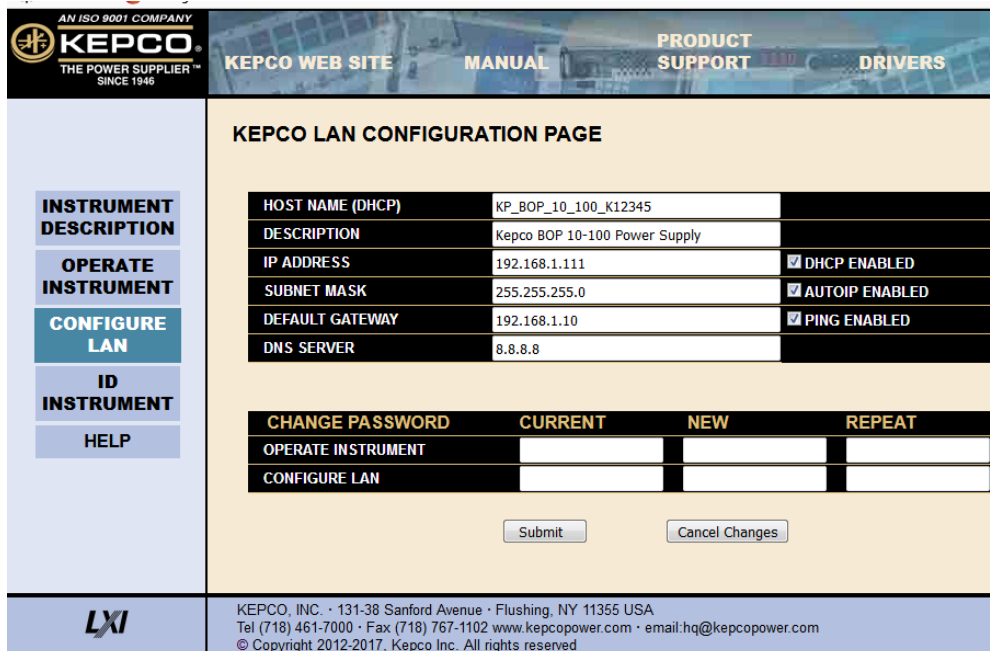 AN ISO 9001 COMPANY
KEPCO®
THE POWER SUPPLIER™
SINCE 1946
KEPCO WEB SITE MANUAL PRODUCT SUPPORT DRIVERS
KEPCO LAN CONFIGURATION PAGE
INSTRUMENT DESCRIPTION
OPERATE INSTRUMENT
CONFIGURE LAN
ID INSTRUMENT
HELP
HOST NAME (DHCP) KP_BOP_10_100_K12345
DESCRIPTION Kepco BOP 10-100 Power Supply
IP ADDRESS 192.168.1.111 DHCP ENABLED
SUBNET MASK 255.255.255.0 AUTOIP ENABLED
DEFAULT GATEWAY 192.168.1.10 PING ENABLED
DNS SERVER 8.8.8.8
CHANGE PASSWORD CURRENT NEW REPEAT
OPERATE INSTRUMENT
CONFIGURE LAN
Submit Cancel Changes
LXI
KEPCO, INC. · 131-38 Sanford Avenue · Flushing, NY 11355 USA
Tel (718) 461-7000 · Fax (718) 767-1102 www.kepcopower.com · email:hq@kepcopower.com
© Copyright 2012-2017, Kepco Inc. All rights reserved